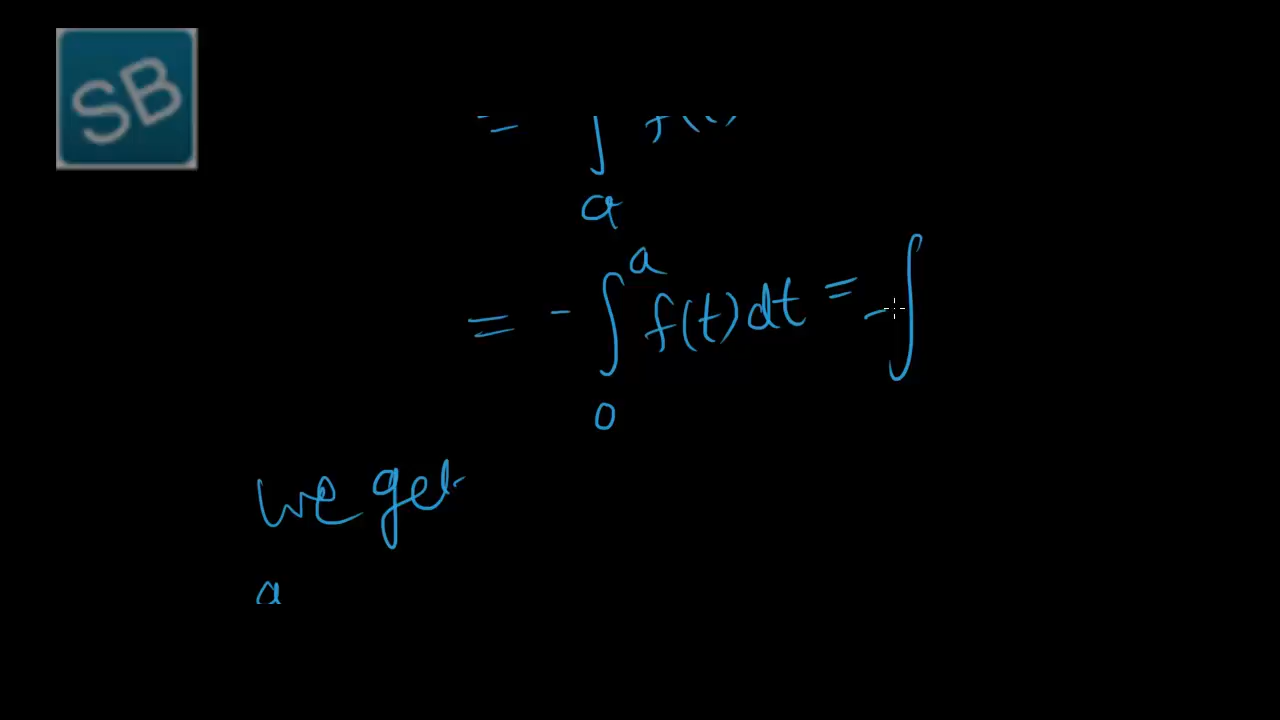 SB
= ∫ f(t)
a
a
= - ∫ f(t) dt = - ∫
0
we get
a